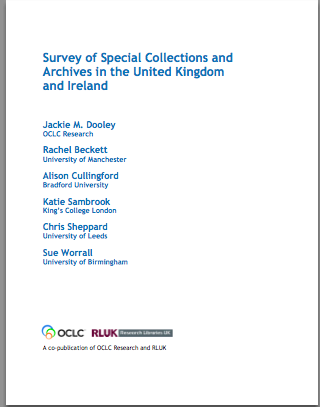 Survey of Special Collections and
Archives in the United Kingdom
and Ireland
Jackie M. Dooley
OCLC Research
Rachel Beckett
University of Manchester
Alison Cullingford
Bradford University
Katie Sambrook
King's College London
Chris Sheppard
University of Leeds
Sue Worrall
University of Birmingham
OCLC RLUK Research Libraries UK
A co-publication of OCLC Research and RLUK